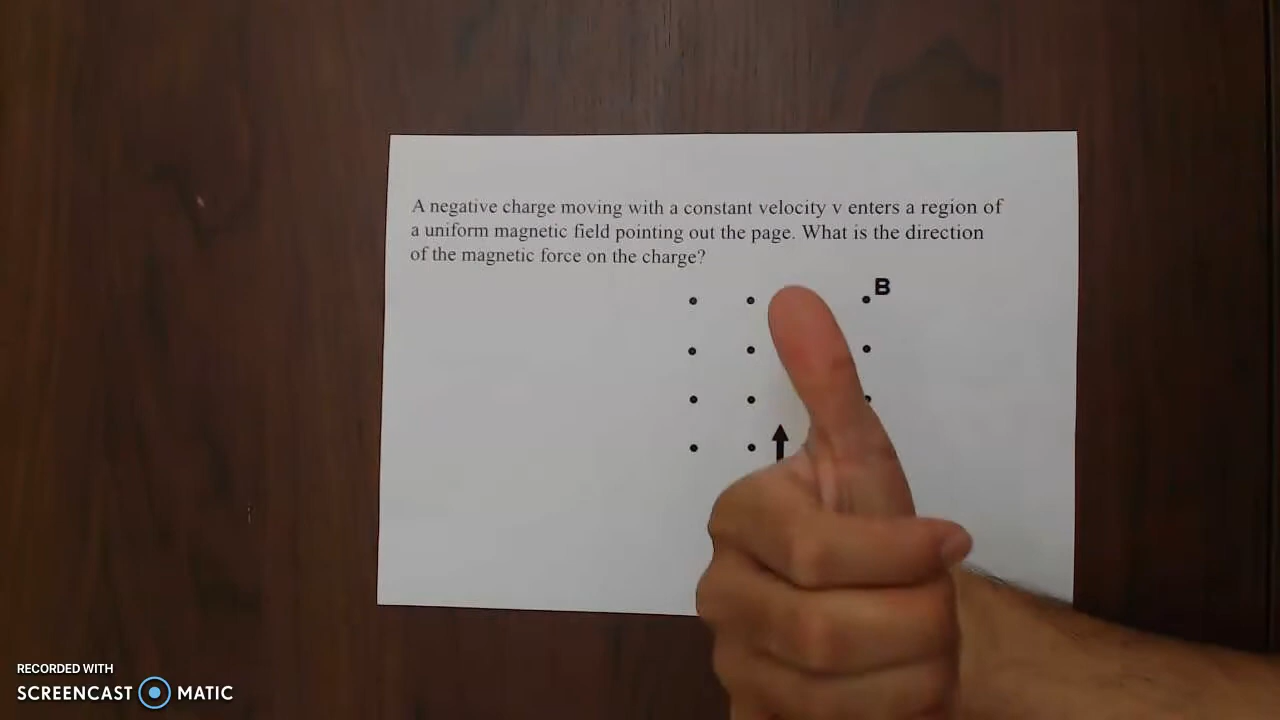 A negative charge moving with a constant velocity v enters a region of
a uniform magnetic field pointing out the page. What is the direction
of the magnetic force on the charge?
B
RECORDED WITH
SCREENCAST MATIC